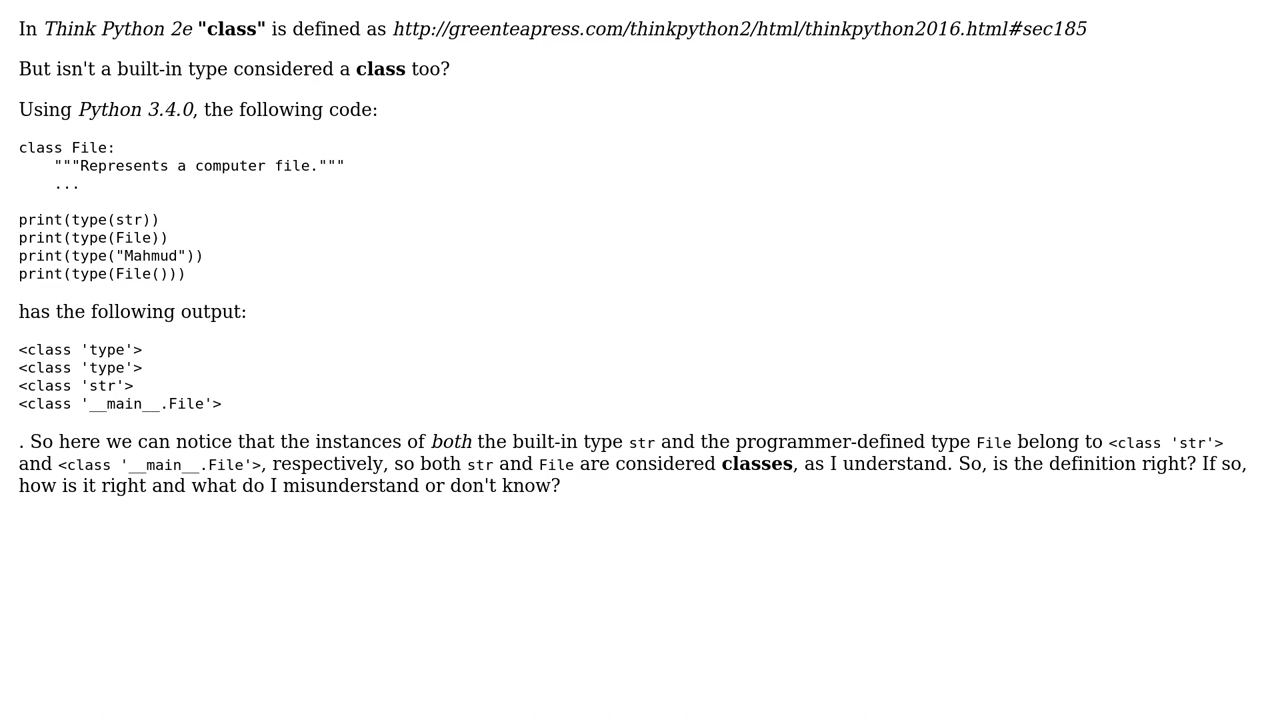 In Think Python 2e "class" is defined as http://greenteapress.com/thinkpython2/html/thinkpython2016.html#sec185
But isn't a built-in type considered a class too?
Using Python 3.4.0, the following code:
class File:
    """Represents a computer file."""
    ...
print(type(str))
print(type(File))
print(type("Mahmud"))
print(type(File()))
has the following output:
<class 'type'>
<class 'type'>
<class 'str'>
<class '__main__.File'>
. So here we can notice that the instances of both the built-in type str and the programmer-defined type File belong to <class 'str'>
and <class '__main__.File'>, respectively, so both str and File are considered classes, as I understand. So, is the definition right? If so,
how is it right and what do I misunderstand or don't know?